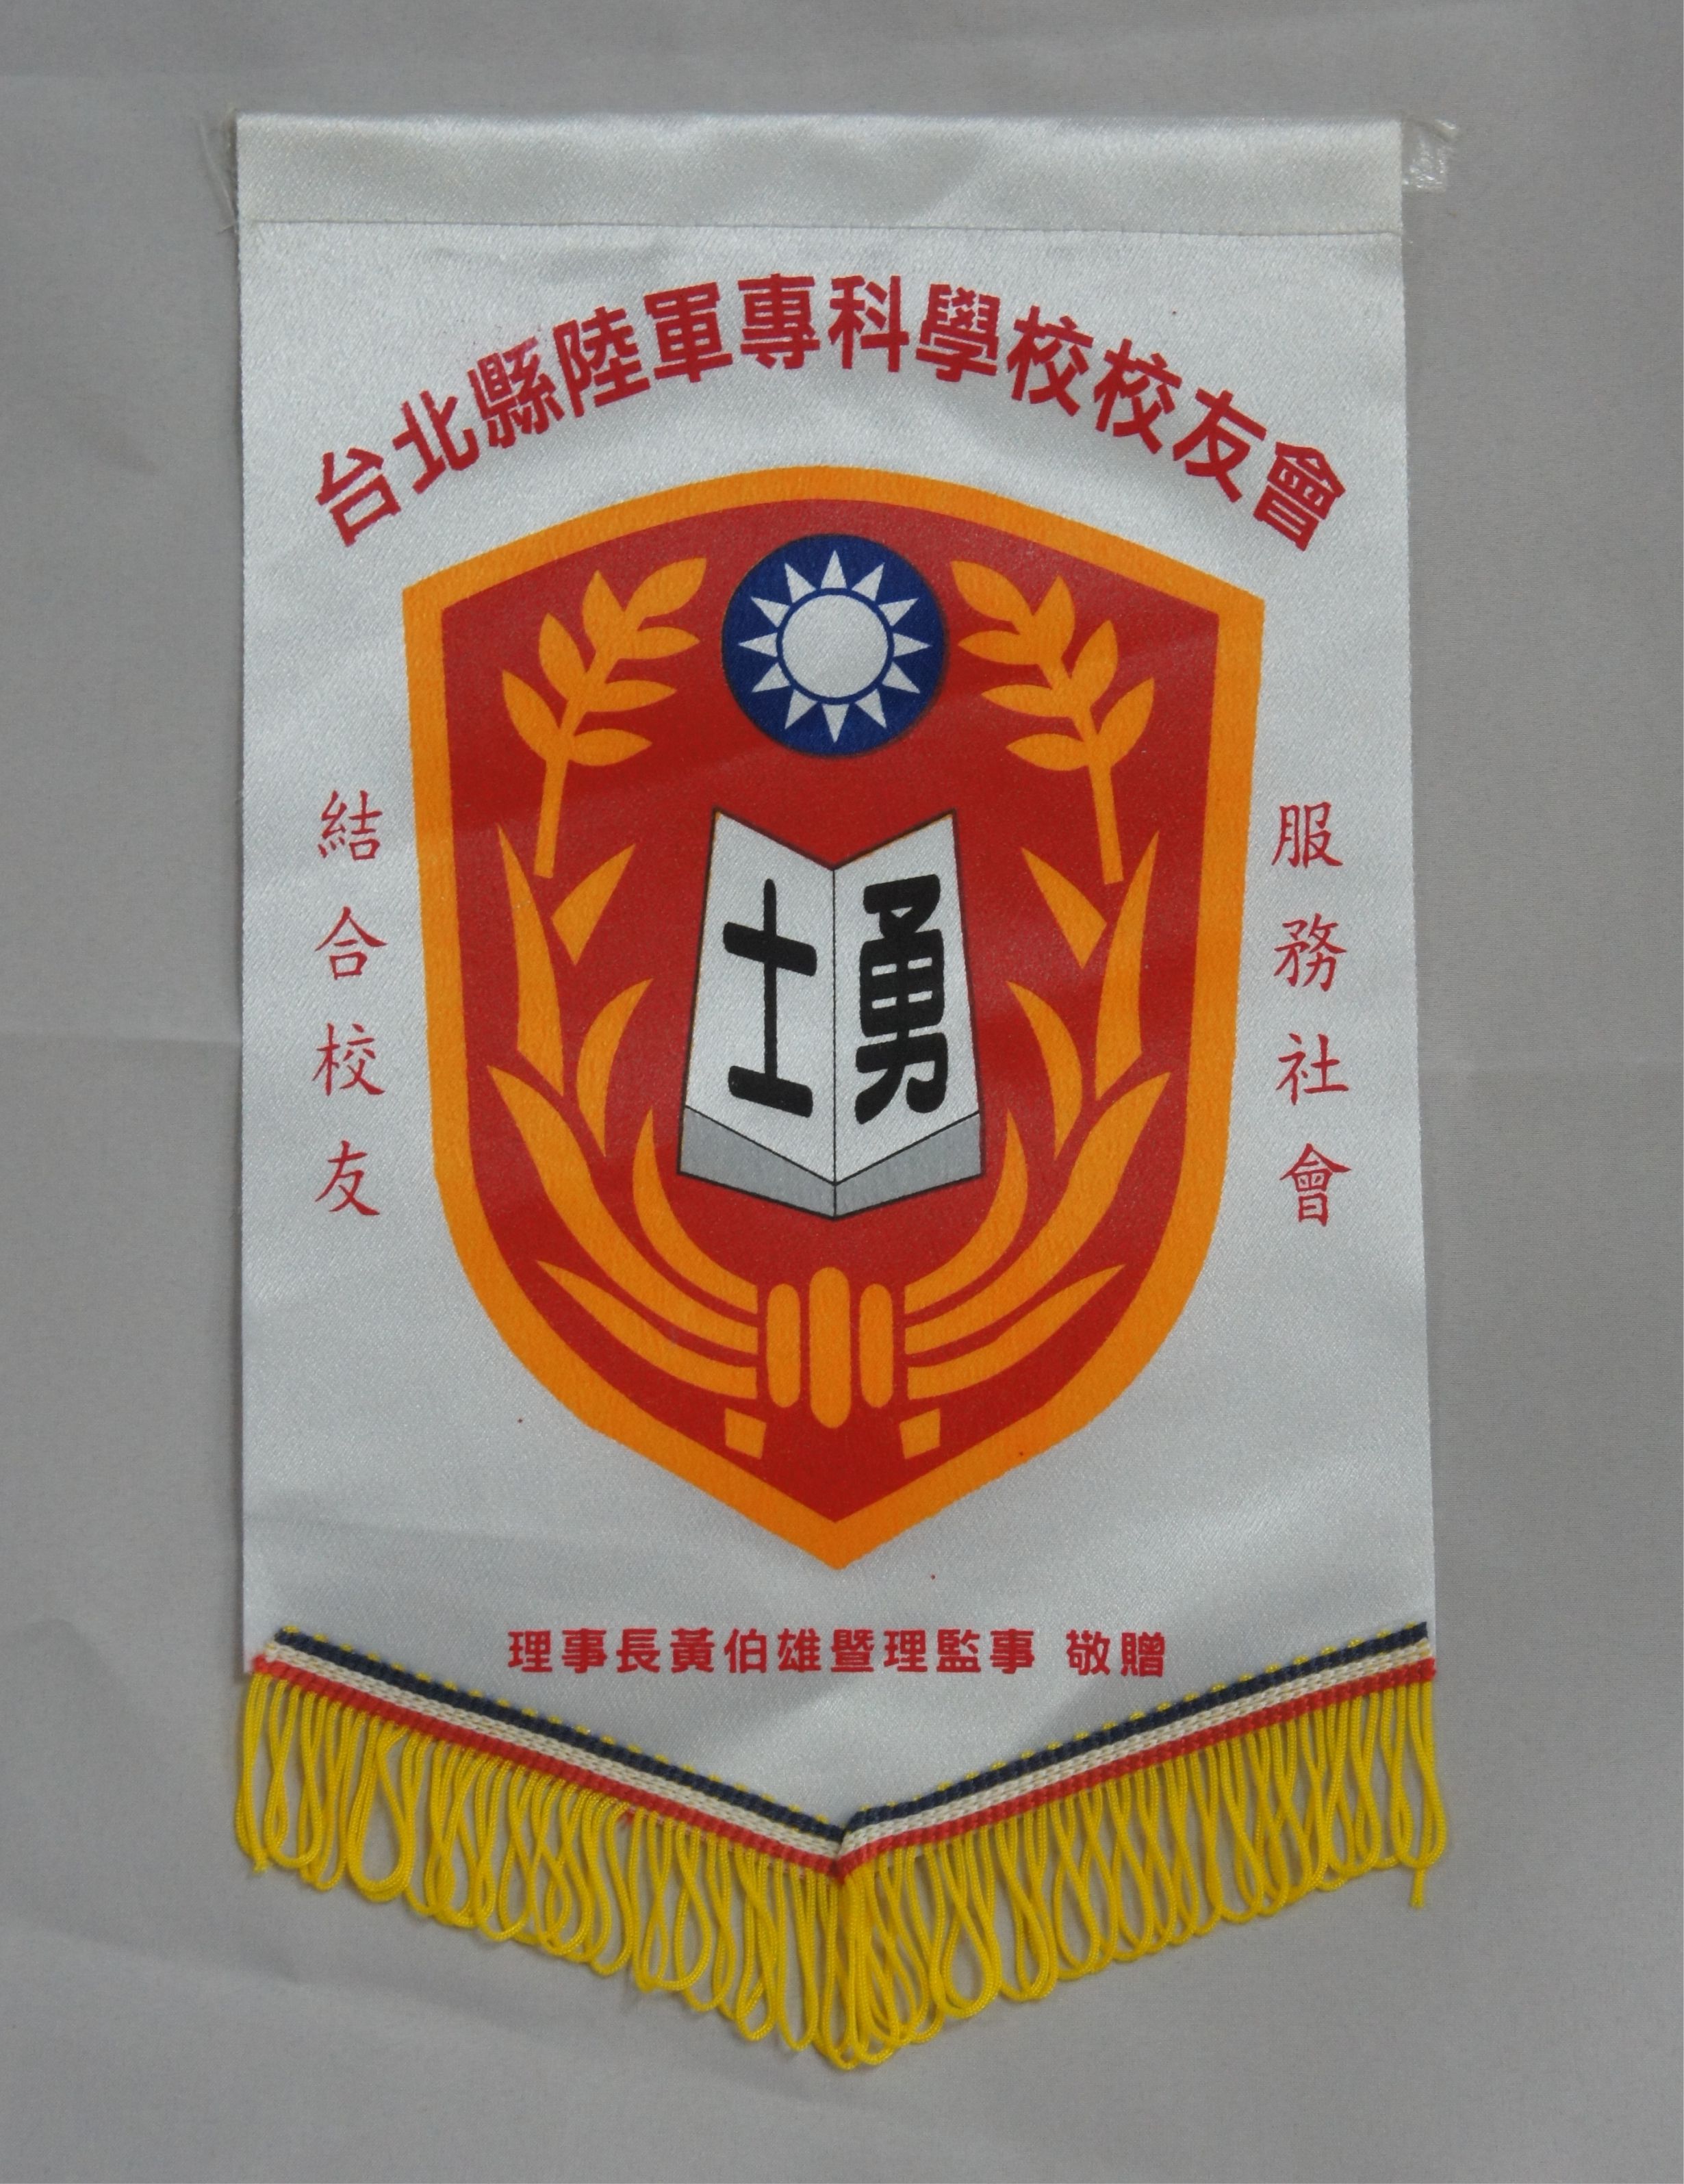 台北縣陸軍專科學校校友會
服務社會
結合校友
勇士
理事長黃伯雄暨理監事 敬贈